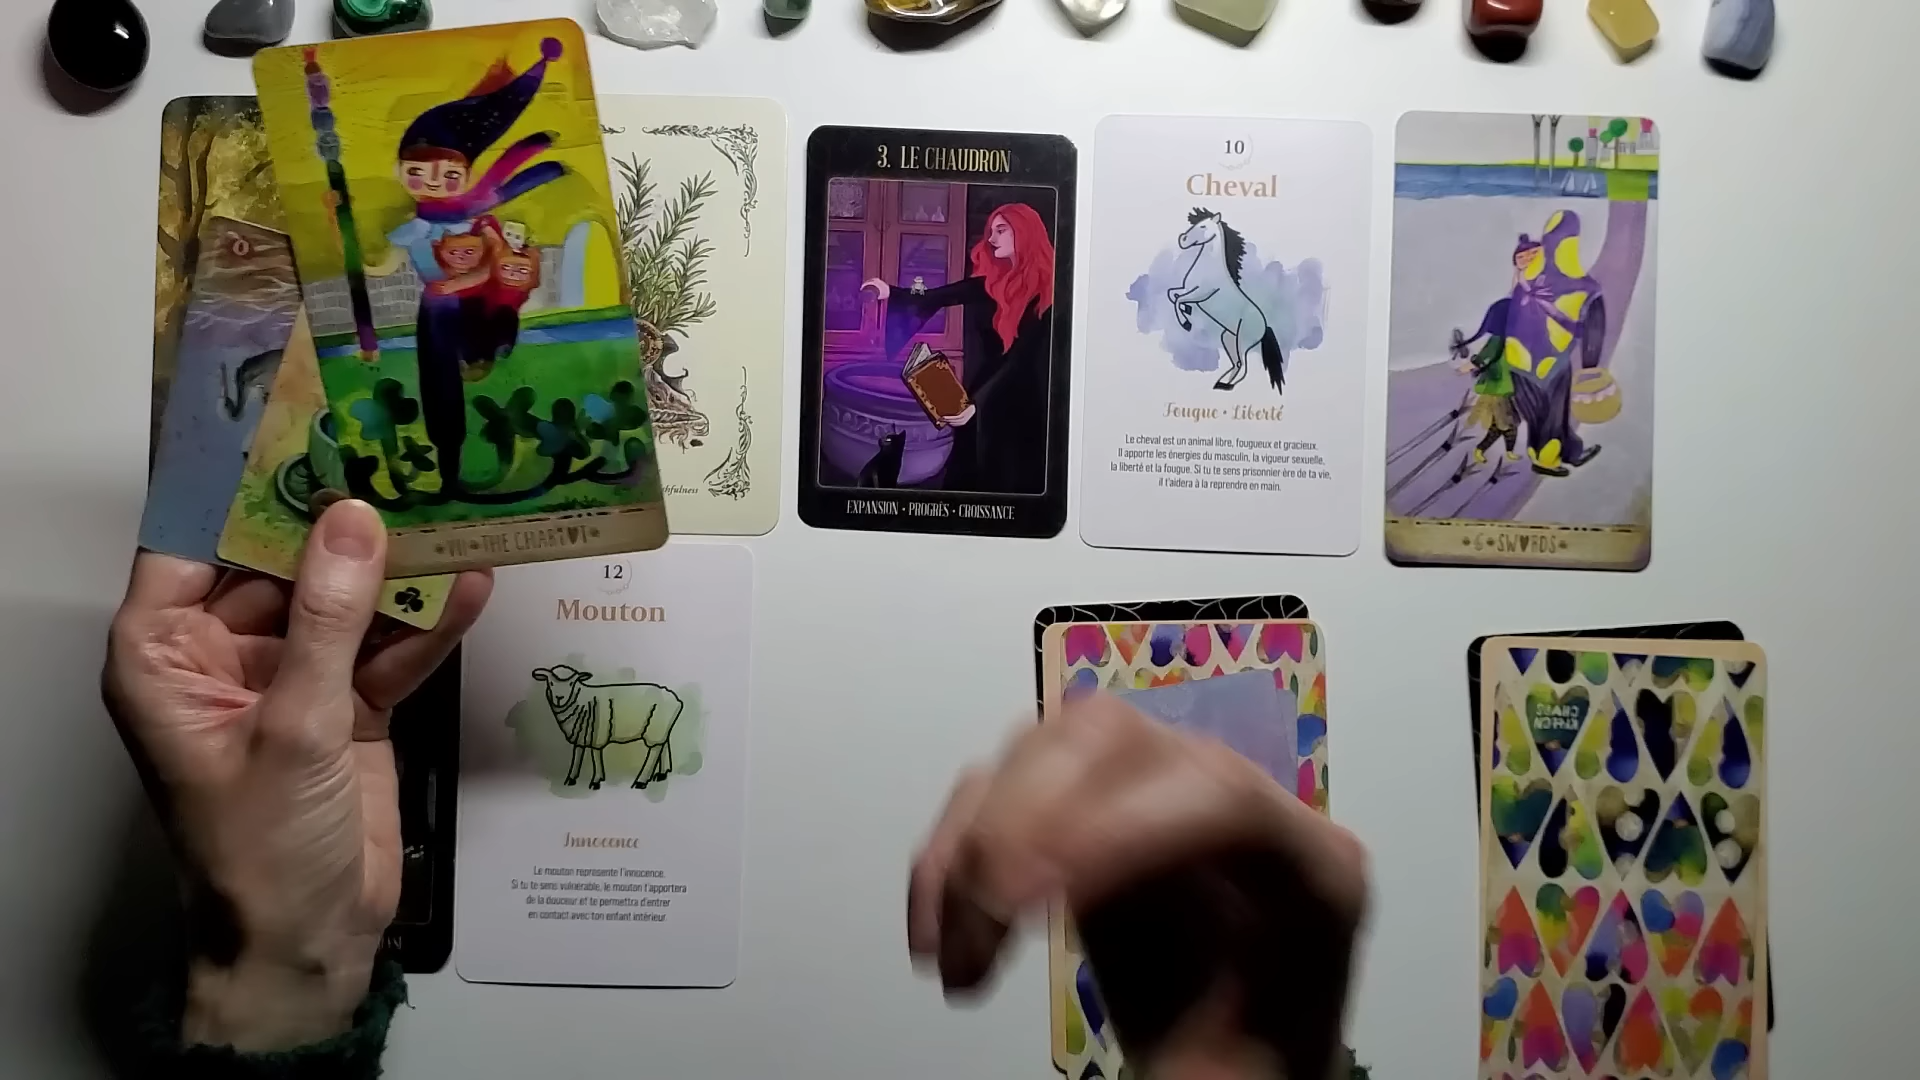 3. LE CHAUDRON
EXPANSION • PROGRÈS • CROISSANCE
10
Cheval
Fougue • Liberté
Le cheval est un animal libre, fougueux et gracieux.
Il apporte les énergies du masculin, la vigueur sexuelle,
la liberté et la fougue. Si tu te sens prisonnier·ère de ta vie,
il t'aidera à la reprendre en main.
6 SWORDS
VII THE CHARIOT
12
Mouton
Innocence
Le mouton représente l'innocence.
Si tu te sens vulnérable, le mouton t'apportera
de la douceur et te permettra d'entrer
en contact avec ton enfant intérieur.